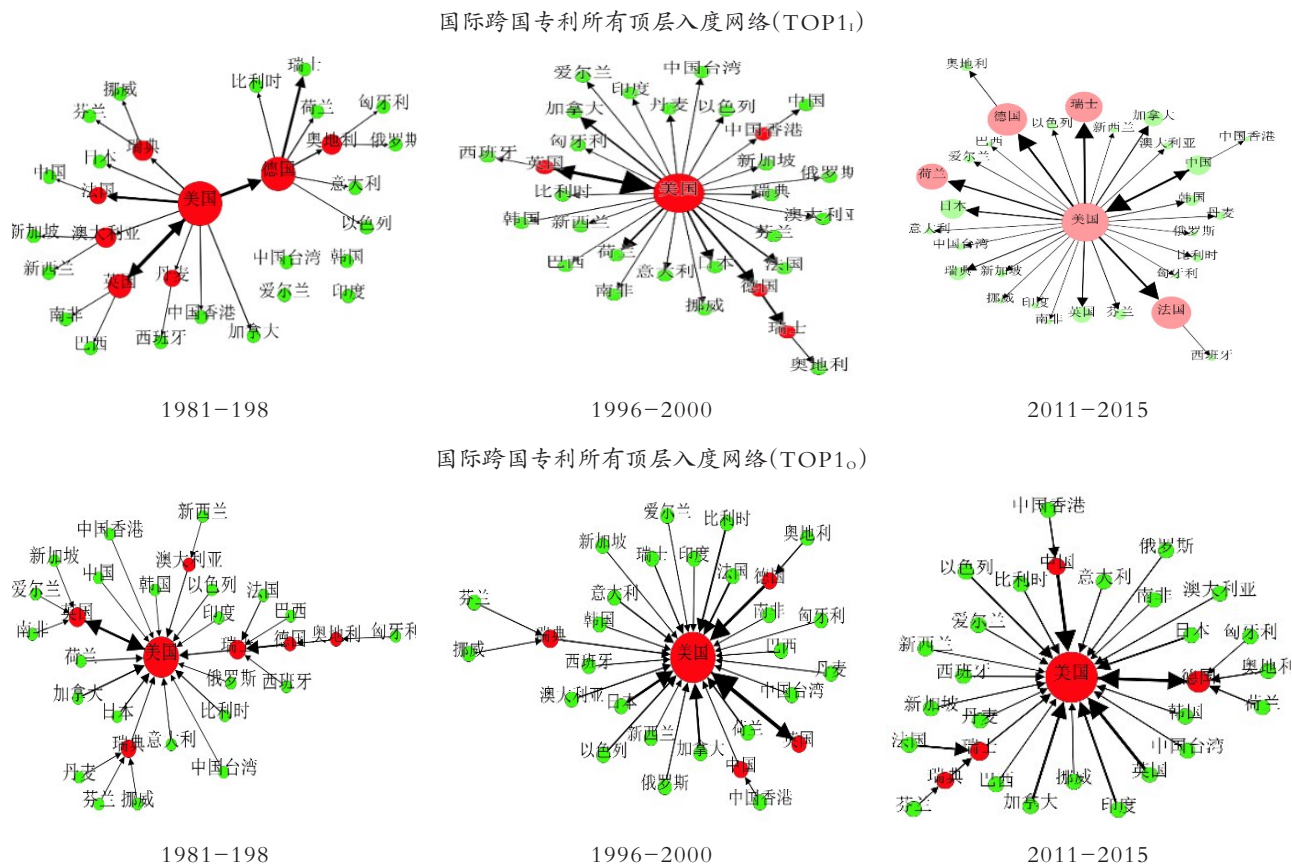 国际跨国专利所有顶层入度网络(TOP1I)
瑞士
比利时
挪威
荷兰
匈牙利
芬兰
瑞典
奥地利
俄罗斯
日本
中国
德国
法国
美国
意大利
新加坡
澳大利亚
以色列
新西兰
英国
丹麦
中国台湾
韩国
爱尔兰
印度
南非
中国香港
加拿大
巴西
西班牙
1981-198
爱尔兰
中国台湾
印度
加拿大
丹麦
以色列
中国
中国香港
匈牙利
西班牙
英国
新加坡
俄罗斯
美国
比利时
瑞典
韩国
新西兰
澳大利亚
芬兰
荷兰
巴西
意大利
日本
法国
德国
南非
挪威
瑞士
奥地利
1996-2000
奥地利
瑞士
德国
以色列
新西兰
加拿大
巴西
澳大利亚
中国香港
爱尔兰
中国
荷兰
韩国
日本
美国
丹麦
意大利
俄罗斯
中国台湾
比利时
瑞典
新加坡
匈牙利
挪威
印度
南非
英国
芬兰
法国
西班牙
2011-2015
国际跨国专利所有顶层入度网络(TOP1O)
新西兰
中国香港
新加坡
澳大利亚
中国
韩国
以色列
法国
爱尔兰
英国
印度
巴西
南非
瑞
德国
奥地利
匈牙利
荷兰
美国
加拿大
俄罗斯
西班牙
日本
比利时
瑞典
意大利
丹麦
中国台湾
芬兰
挪威
1981-198
爱尔兰
比利时
奥地利
新加坡
瑞士
印度
法国
德国
芬兰
意大利
韩国
南非
瑞典
匈牙利
挪威
西班牙
美国
巴西
丹麦
澳大利亚
日本
中国台湾
以色列
新西兰
加拿大
荷兰
英国
俄罗斯
中国
中国香港
1996-2000
中国香港
俄罗斯
以色列
中国
比利时
意大利
南非
澳大利亚
爱尔兰
日本
匈牙利
新西兰
西班牙
美国
德国
奥地利
荷兰
新加坡
丹麦
韩国
法国
瑞士
中国台湾
瑞典
巴西
挪威
英国
芬兰
加拿大
印度
2011-2015